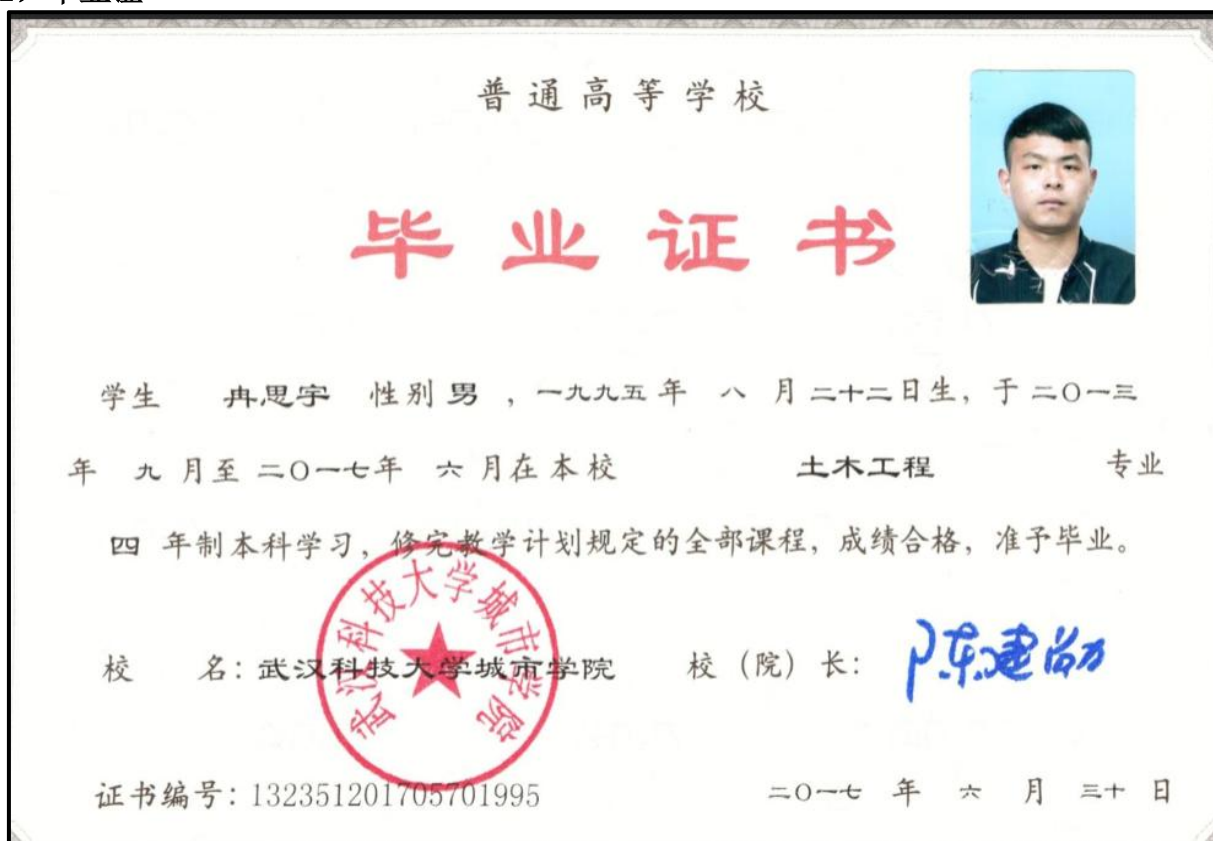 普通高等学校
毕业证书
学生 冉思宇 性别 男 ，一九九五 年 八 月 二十二 日生，于 二〇一三
年 九 月至 二〇一七年 六 月在本校 土木工程 专业
四 年制本科学习，修完教学计划规定的全部课程，成绩合格，准予毕业。
武汉科技大学城市学院
校 名：武汉科技大学城市学院 校（院）长：
证书编号：132351201705701995 二〇一七 年 六 月 三十 日